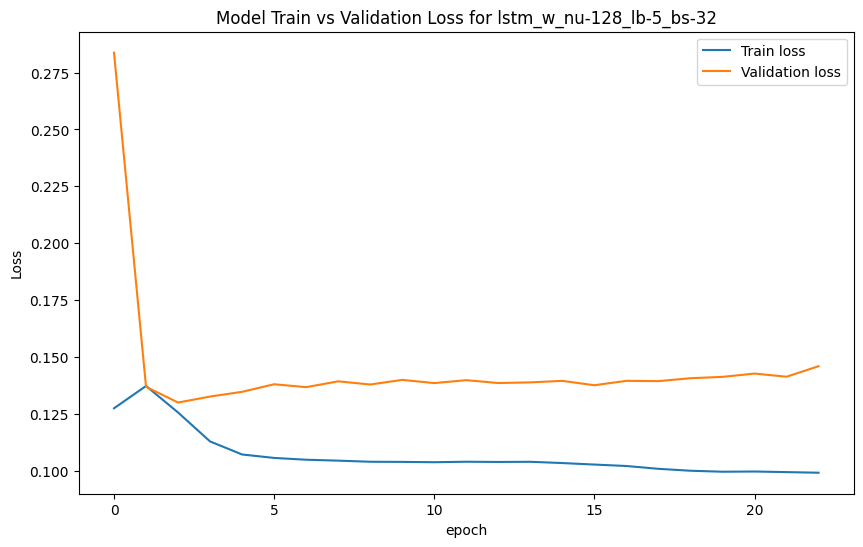 Model Train vs Validation Loss for lstm_w_nu-128_lb-5_bs-32
Train loss
Validation loss
0.275
0.250
0.225
0.200
0.175
0.150
0.125
0.100
Loss
0
5
10
15
20
epoch